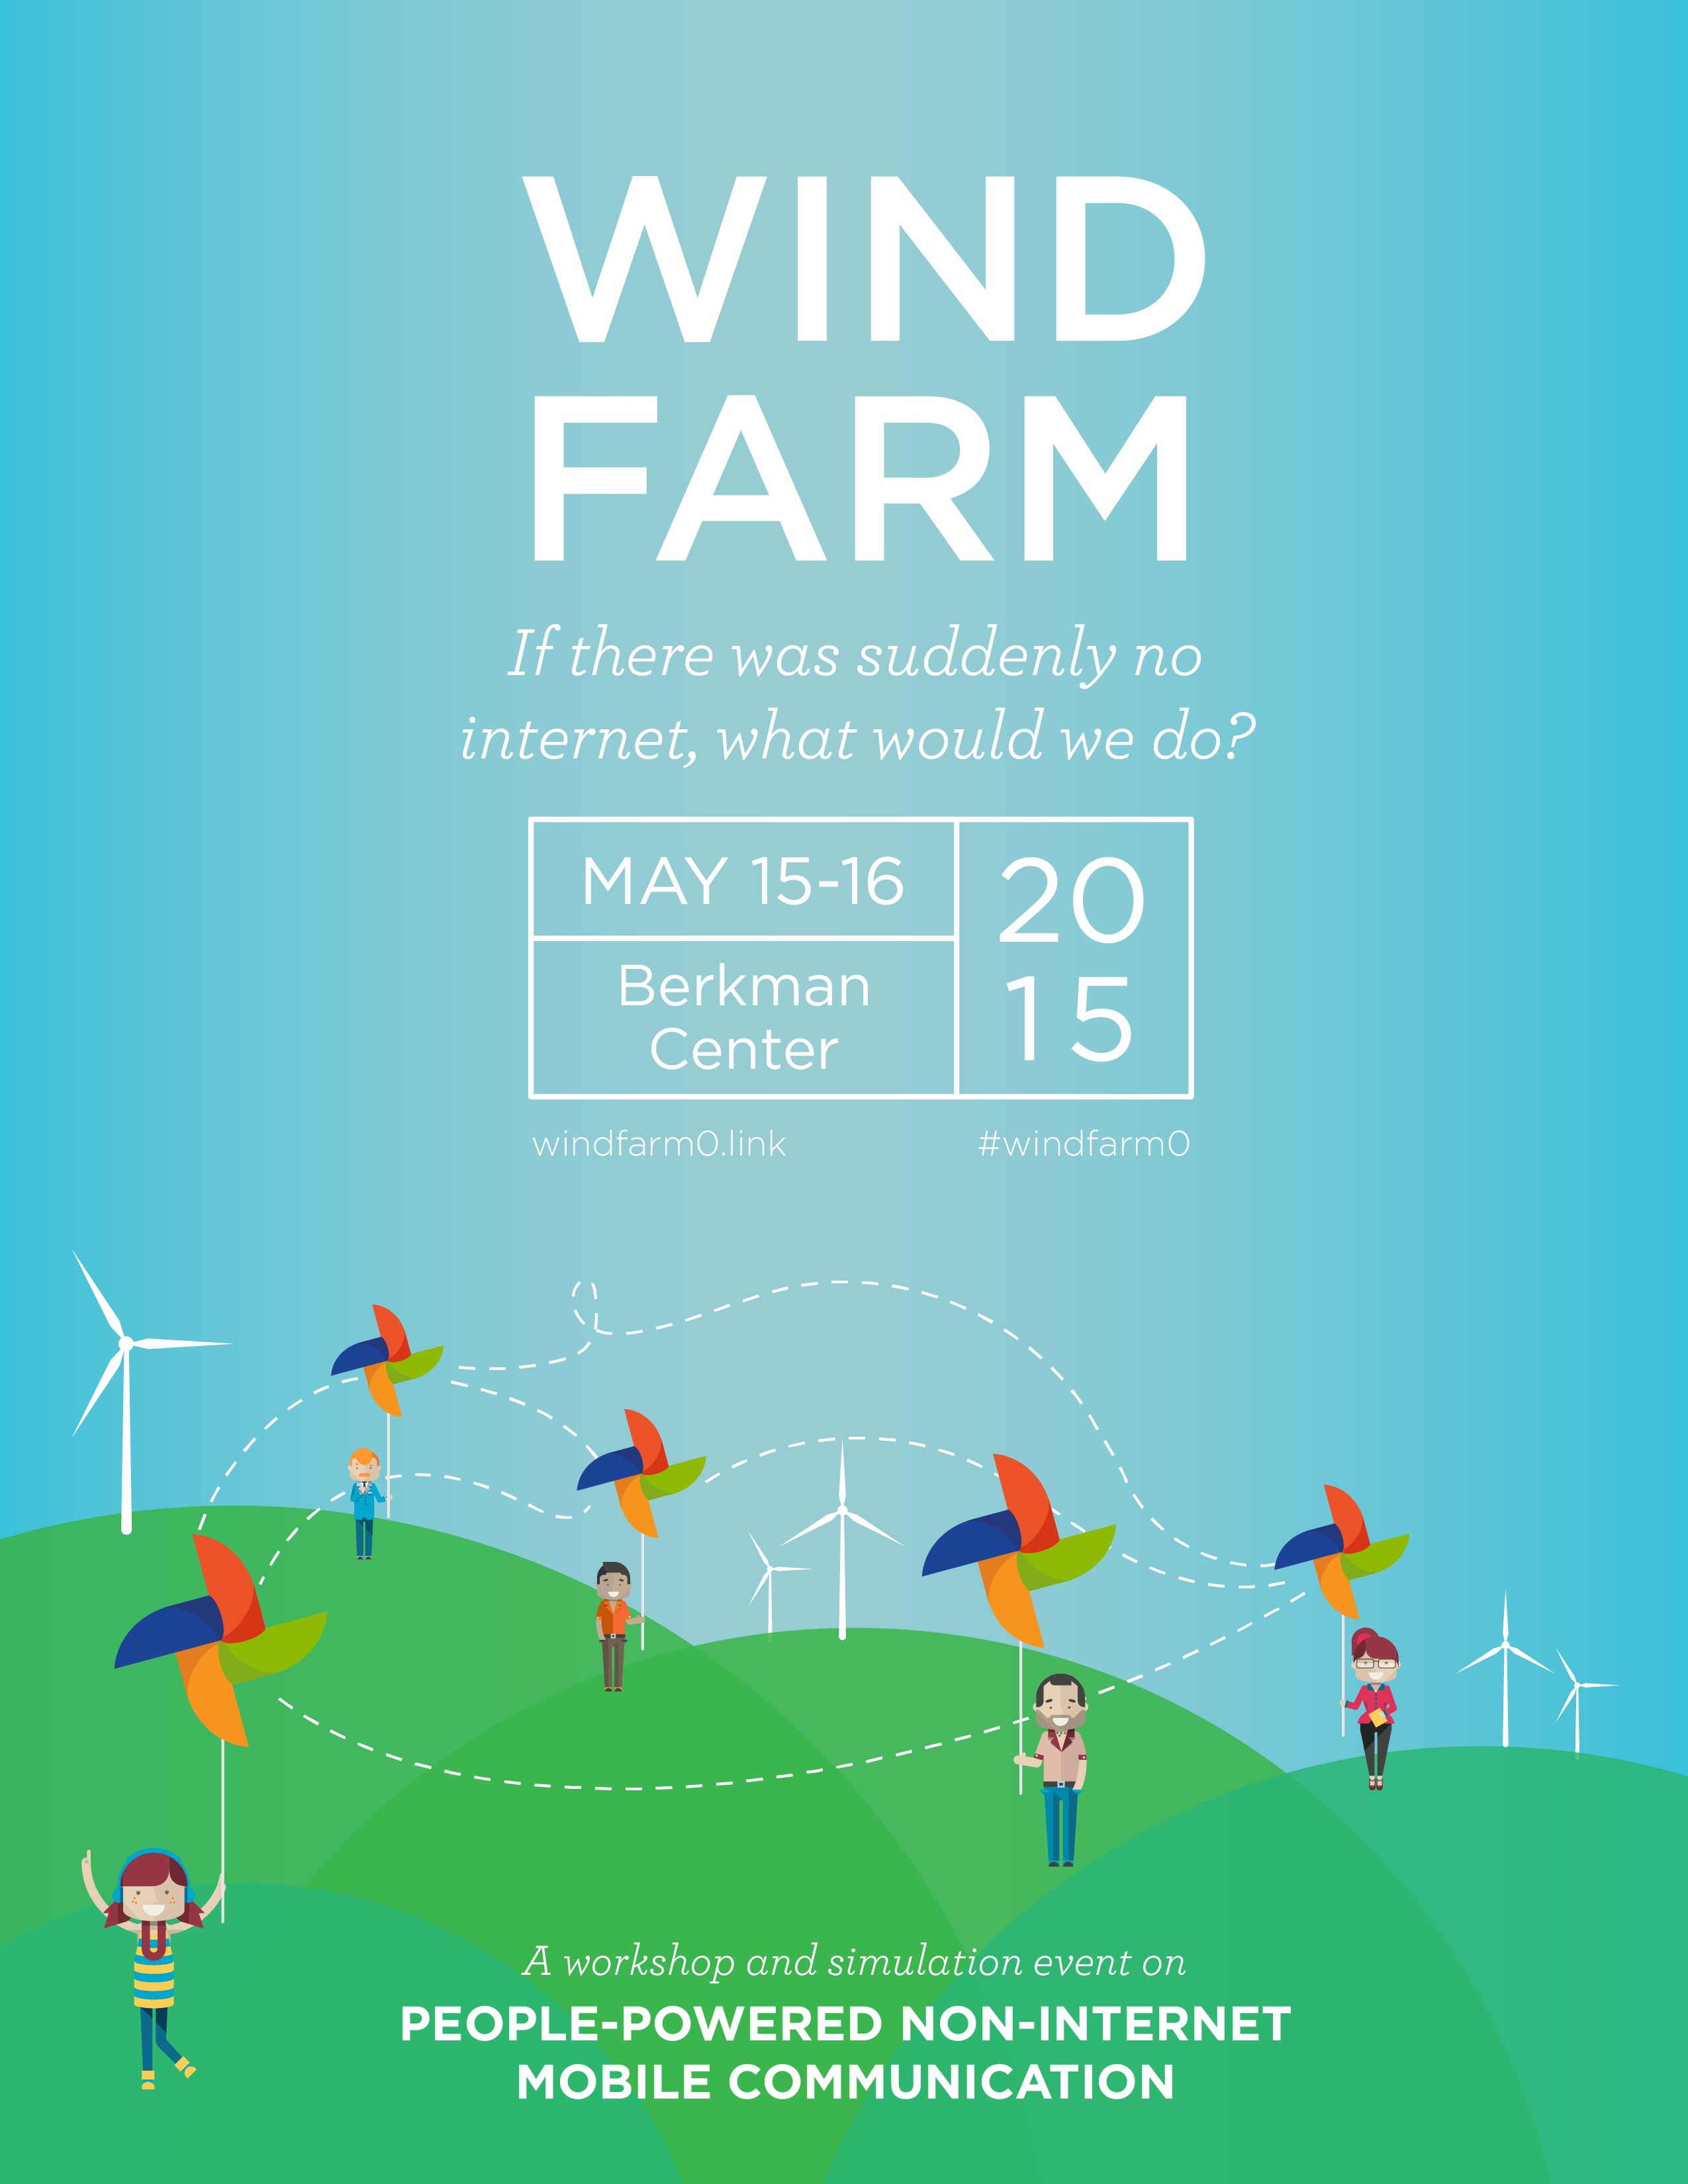 WIND
FARM
If there was suddenly no
internet, what would we do?
MAY 15-16
Berkman
Center
20
15
windfarm0.link
#windfarm0
A workshop and simulation event on
PEOPLE-POWERED NON-INTERNET
MOBILE COMMUNICATION